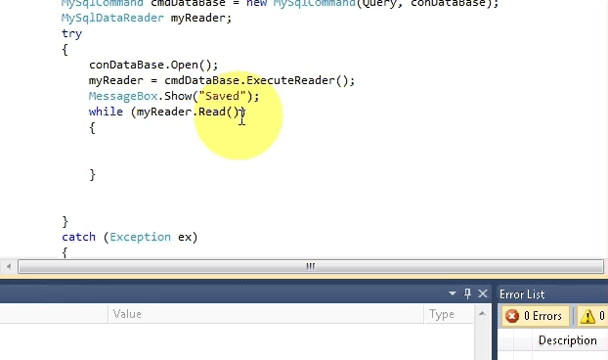 MySqlCommand cmdDataBase = new MySqlCommand(Query, conDataBase);
MySqlDataReader myReader;
try
{
conDataBase.Open();
myReader = cmdDataBase.ExecuteReader();
MessageBox.Show("Saved");
while (myReader.Read())
{
}
}
catch (Exception ex)
{
Error List
Value Type
0 Errors 0
Description